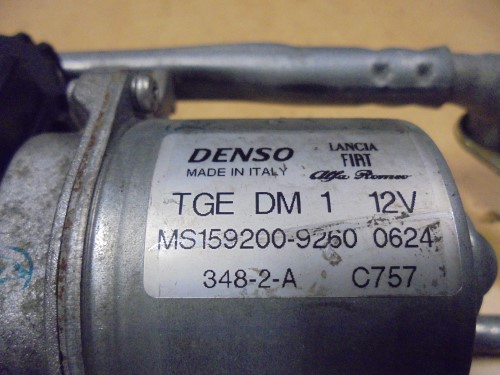 DENSO LANCIA
MADE IN ITALY FIAT
Alfa Romeo
TGE DM 1 12V
MS159200-9260 0624
348-2-A C757